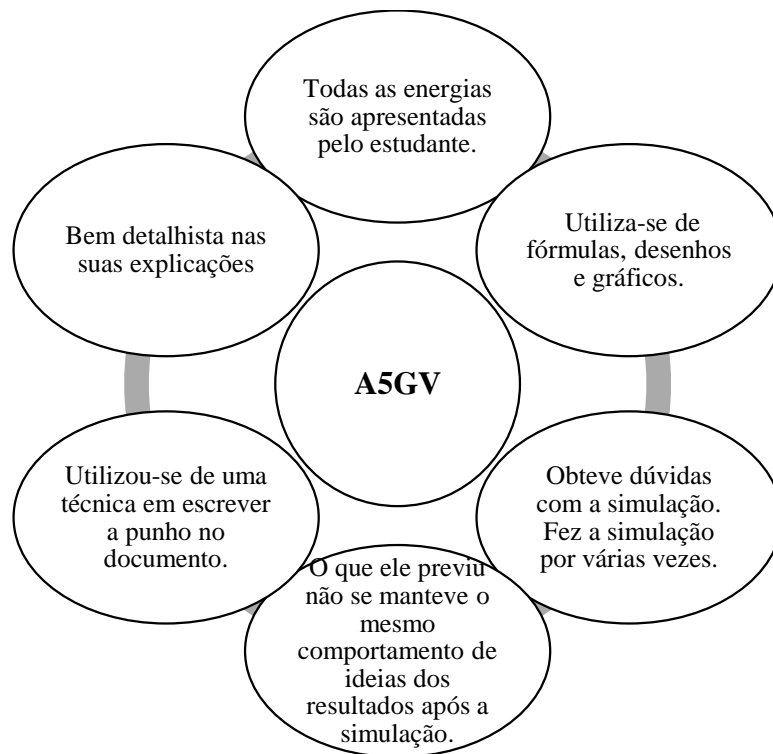 Todas as energias
são apresentadas
pelo estudante.
Utiliza-se de
fórmulas, desenhos
e gráficos.
Obteve dúvidas
com a simulação.
Fez a simulação
por várias vezes.
O que ele previu
não se manteve o
mesmo
comportamento de
ideias dos
resultados após a
simulação.
Utilizou-se de uma
técnica em escrever
a punho no
documento.
Bem detalhista nas
suas explicações
A5GV